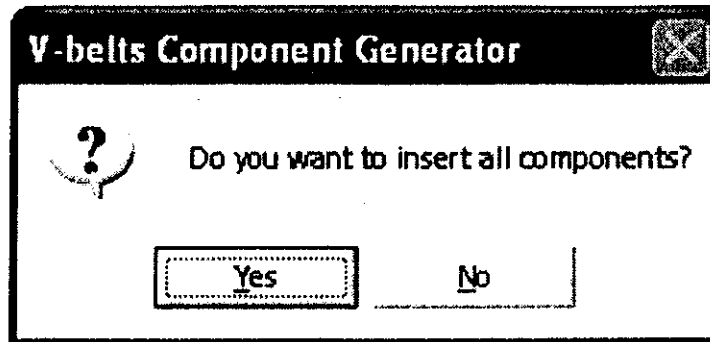 V-belts Component Generator
Do you want to insert all components?
Yes No